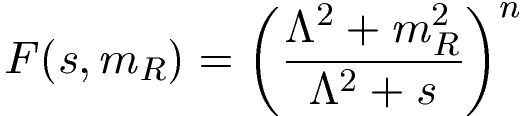 $F(s, m_R) = \left( \frac{\Lambda^2 + m_R^2}{\Lambda^2 + s} \right)^n$